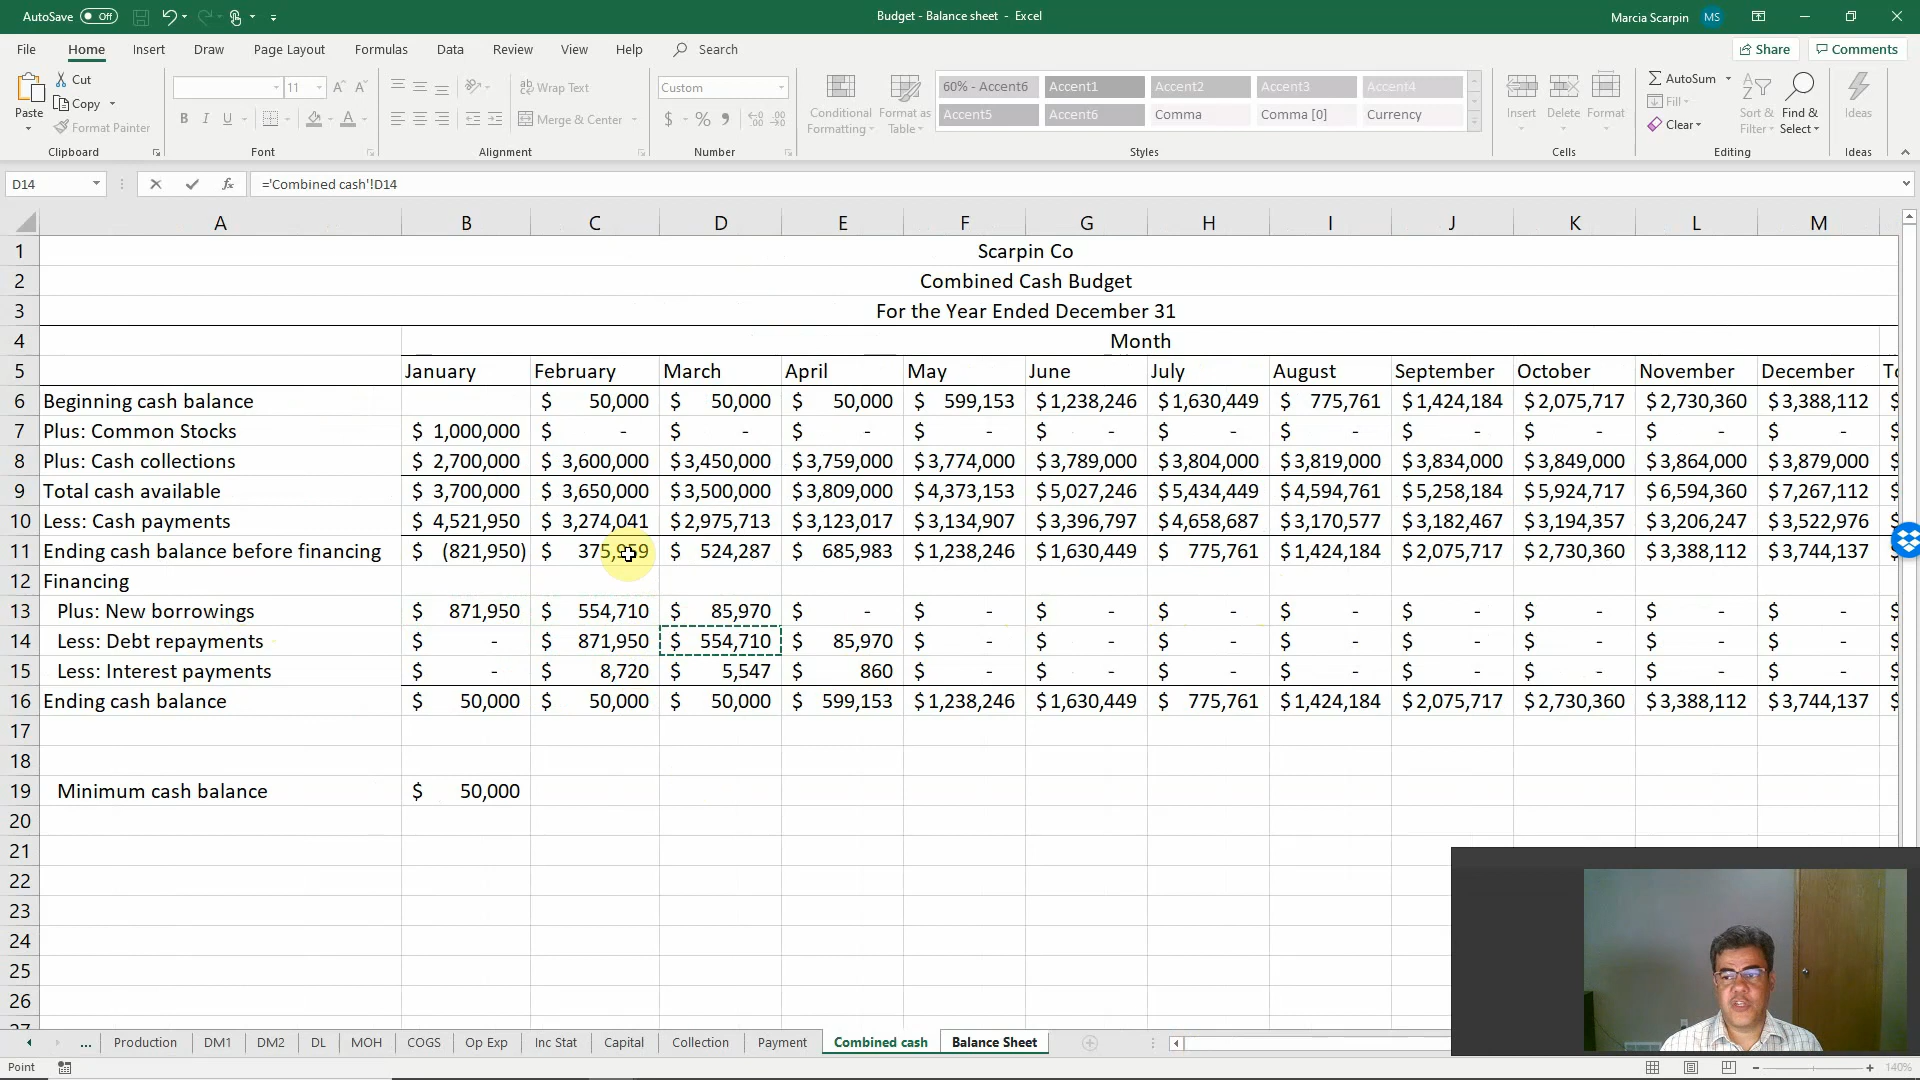 AutoSave Off
Budget - Balance sheet - Excel
Marcia Scarpin MS
File Home Insert Draw Page Layout Formulas Data Review View Help Search
Share Comments
Paste
Cut
Copy
Format Painter
Clipboard
11 A A
B I U A
Font
ab Wrap Text
Merge & Center
Alignment
Custom
$ % 9
Number
Conditional Formatting
Format as Table
60% - Accent6 Accent1 Accent2 Accent3 Accent4
Accent5 Accent6 Comma Comma [0] Currency
Styles
Insert Delete Format
Cells
AutoSum
Fill
Clear
Sort & Filter
Find & Select
Editing
Ideas
Ideas
D14 fx ='Combined cash'!D14
A B C D E F G H I J K L M
1 Scarpin Co
2 Combined Cash Budget
3 For the Year Ended December 31
4 Month
5 January February March April May June July August September October November December To
6 Beginning cash balance $ 50,000 $ 50,000 $ 50,000 $ 599,153 $1,238,246 $1,630,449 $ 775,761 $1,424,184 $2,075,717 $2,730,360 $3,388,112 $
7 Plus: Common Stocks $ 1,000,000 $ - $ - $ - $ - $ - $ - $ - $ - $ - $ - $ - $
8 Plus: Cash collections $ 2,700,000 $ 3,600,000 $3,450,000 $3,759,000 $3,774,000 $3,789,000 $3,804,000 $3,819,000 $3,834,000 $3,849,000 $3,864,000 $3,879,000 $
9 Total cash available $ 3,700,000 $ 3,650,000 $3,500,000 $3,809,000 $4,373,153 $5,027,246 $5,434,449 $4,594,761 $5,258,184 $5,924,717 $6,594,360 $7,267,112 $
10 Less: Cash payments $ 4,521,950 $ 3,274,041 $2,975,713 $3,123,017 $3,134,907 $3,396,797 $4,658,687 $3,170,577 $3,182,467 $3,194,357 $3,206,247 $3,522,976 $
11 Ending cash balance before financing $ (821,950) $ 375,959 $ 524,287 $ 685,983 $1,238,246 $1,630,449 $ 775,761 $1,424,184 $2,075,717 $2,730,360 $3,388,112 $3,744,137 $
12 Financing
13 Plus: New borrowings $ 871,950 $ 554,710 $ 85,970 $ - $ - $ - $ - $ - $ - $ - $ - $ - $
14 Less: Debt repayments $ - $ 871,950 $ 554,710 $ 85,970 $ - $ - $ - $ - $ - $ - $ - $ - $
15 Less: Interest payments $ - $ 8,720 $ 5,547 $ 860 $ - $ - $ - $ - $ - $ - $ - $ - $
16 Ending cash balance $ 50,000 $ 50,000 $ 50,000 $ 599,153 $1,238,246 $1,630,449 $ 775,761 $1,424,184 $2,075,717 $2,730,360 $3,388,112 $3,744,137 $
17
18
19 Minimum cash balance $ 50,000
20
21
22
23
24
25
26
27
... Production DM1 DM2 DL MOH COGS Op Exp Inc Stat Capital Collection Payment Combined cash Balance Sheet
Point
140%